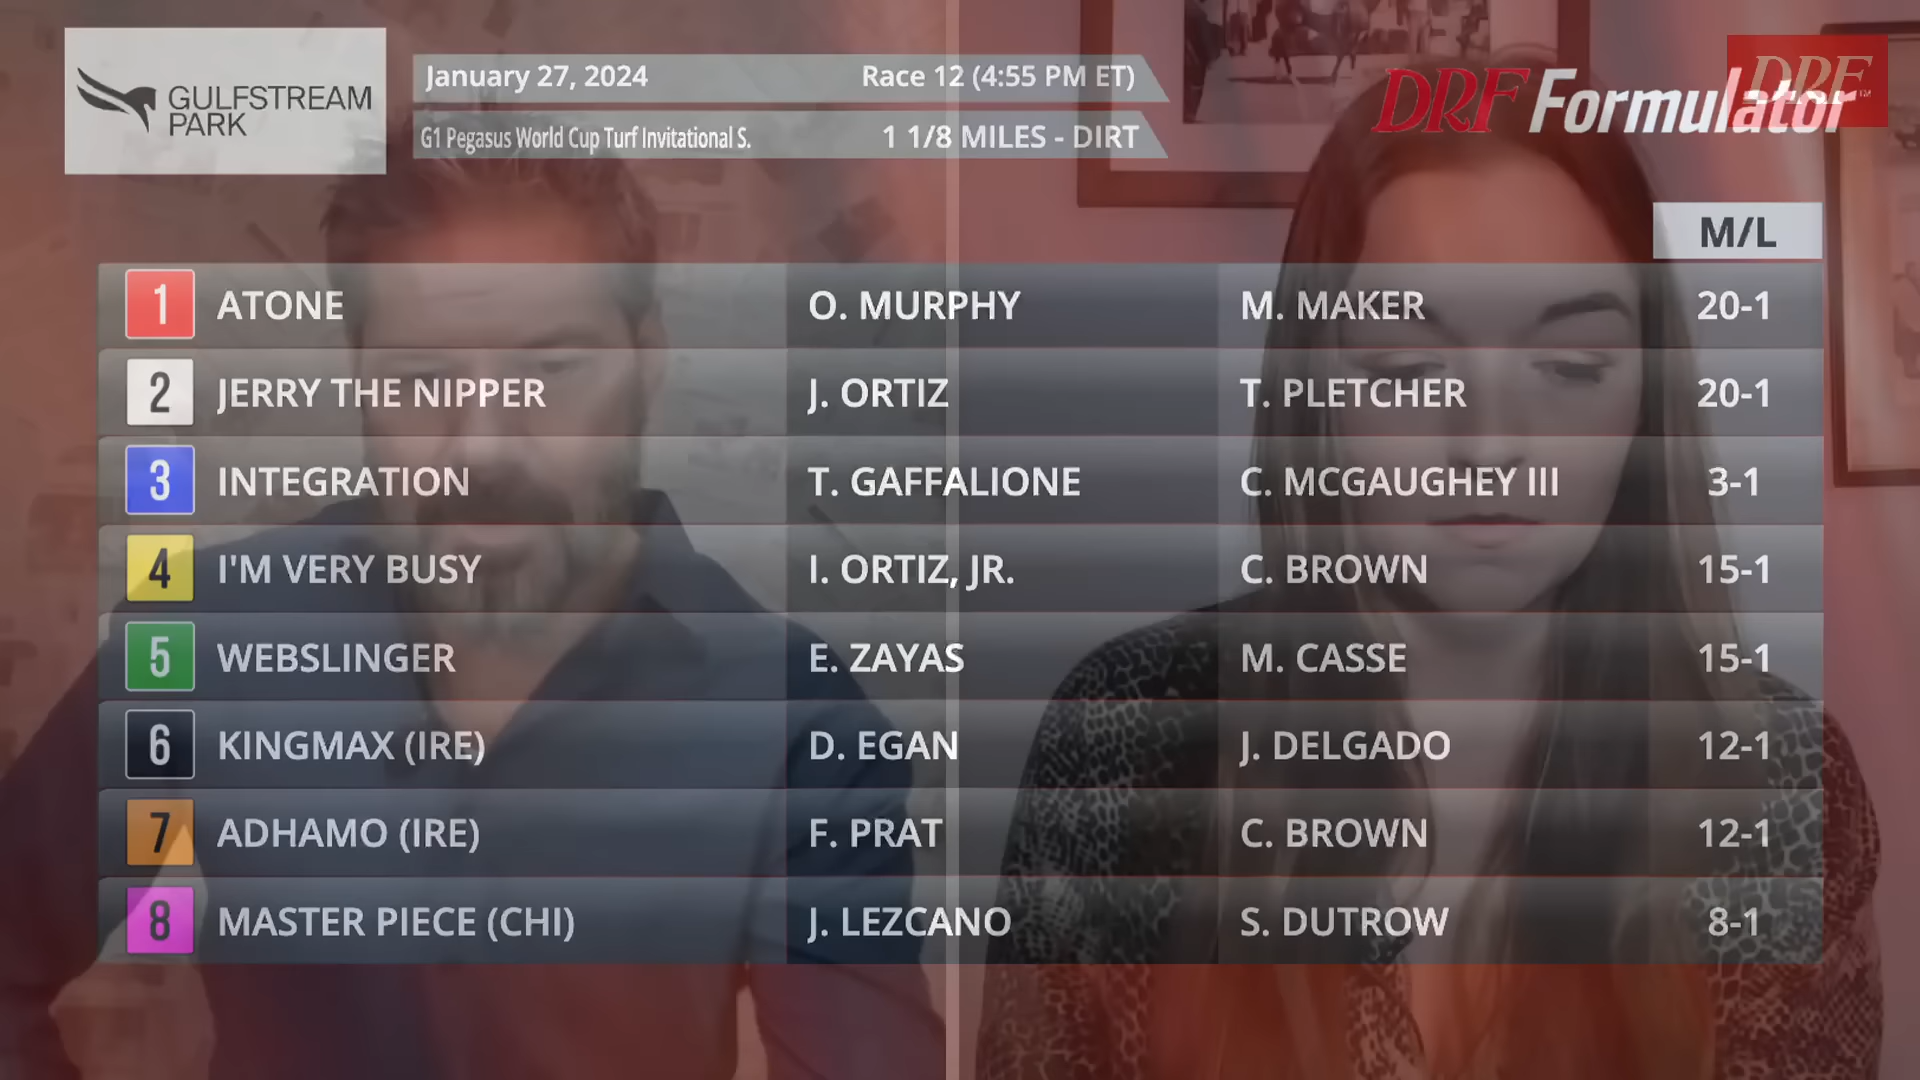 GULFSTREAM
PARK
January 27, 2024 Race 12 (4:55 PM ET)
G1 Pegasus World Cup Turf Invitational S. 1 1/8 MILES - DIRT
DRF Formulator
DRF
M/L
1 ATONE O. MURPHY M. MAKER 20-1
2 JERRY THE NIPPER J. ORTIZ T. PLETCHER 20-1
3 INTEGRATION T. GAFFALIONE C. MCGAUGHEY III 3-1
4 I'M VERY BUSY I. ORTIZ, JR. C. BROWN 15-1
5 WEBSLINGER E. ZAYAS M. CASSE 15-1
6 KINGMAX (IRE) D. EGAN J. DELGADO 12-1
7 ADHAMO (IRE) F. PRAT C. BROWN 12-1
8 MASTER PIECE (CHI) J. LEZCANO S. DUTROW 8-1